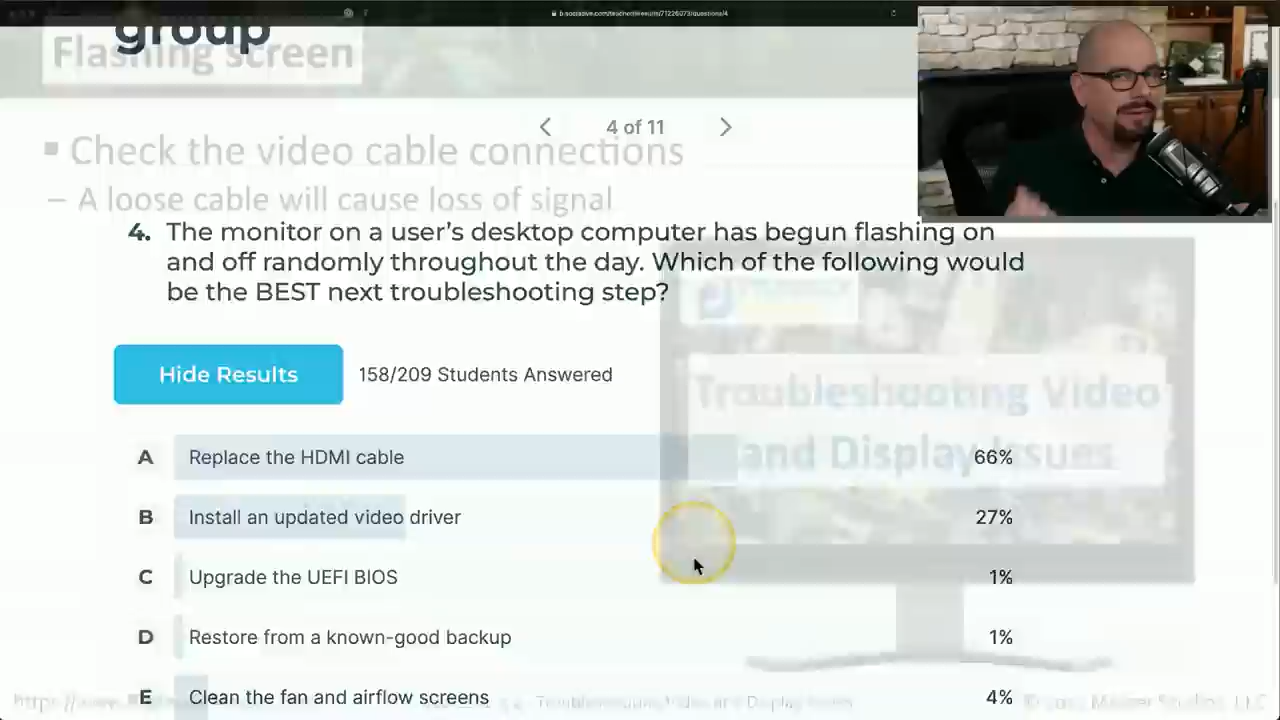 group
Flashing screen
4 of 11
▪ Check the video cable connections
– A loose cable will cause loss of signal
4. The monitor on a user's desktop computer has begun flashing on
and off randomly throughout the day. Which of the following would
be the BEST next troubleshooting step?
Hide Results
158/209 Students Answered
Troubleshooting Video
and Display Issues
A Replace the HDMI cable 66%
B Install an updated video driver 27%
C Upgrade the UEFI BIOS 1%
D Restore from a known-good backup 1%
E Clean the fan and airflow screens 4%